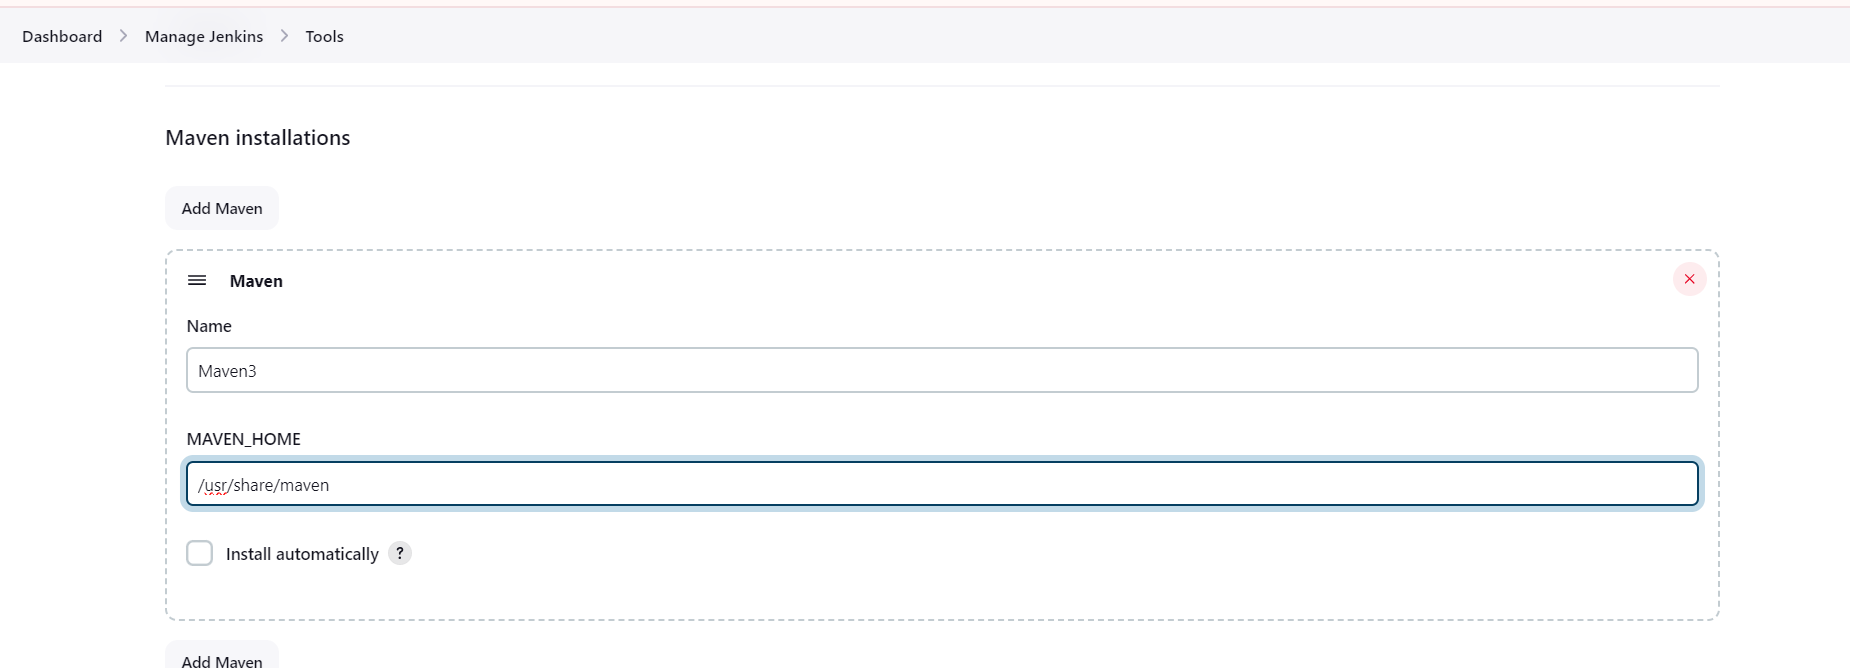 Dashboard > Manage Jenkins > Tools
Maven installations
Add Maven
Maven
Name
Maven3
MAVEN_HOME
/usr/share/maven
Install automatically ?
Add Maven